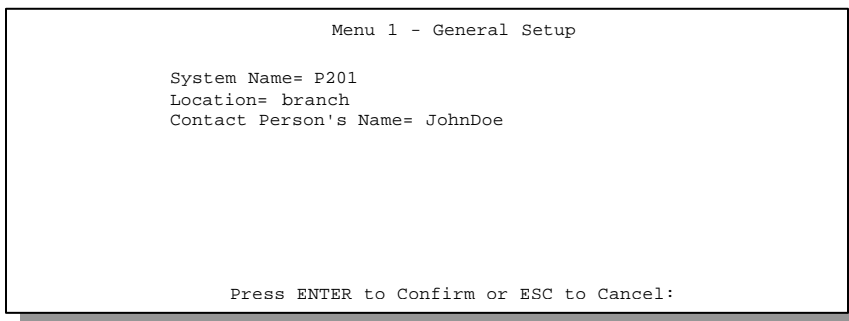 Menu 1 - General Setup
System Name= P201
Location= branch
Contact Person's Name= JohnDoe
Press ENTER to Confirm or ESC to Cancel: